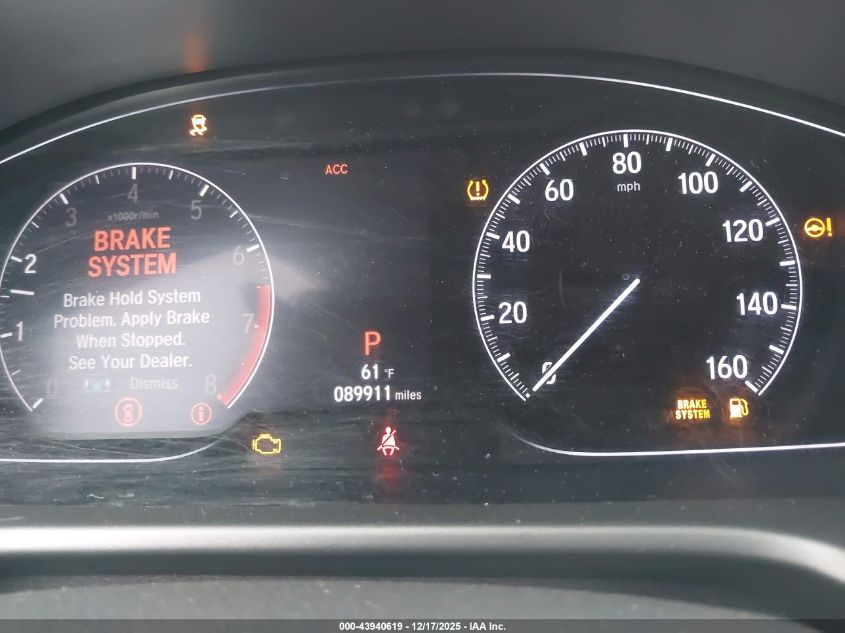 ACC
80
60
mph
100
4
3
5
x1000r/min
120
BRAKE
SYSTEM
40
6
2
Brake Hold System
Problem. Apply Brake
When Stopped.
See Your Dealer.
20
140
7
1
P
160
61 °F
0
: Dismiss
8
0
089911 miles
BRAKE
SYSTEM
000-43940619 - 12/17/2025 - IAA Inc.